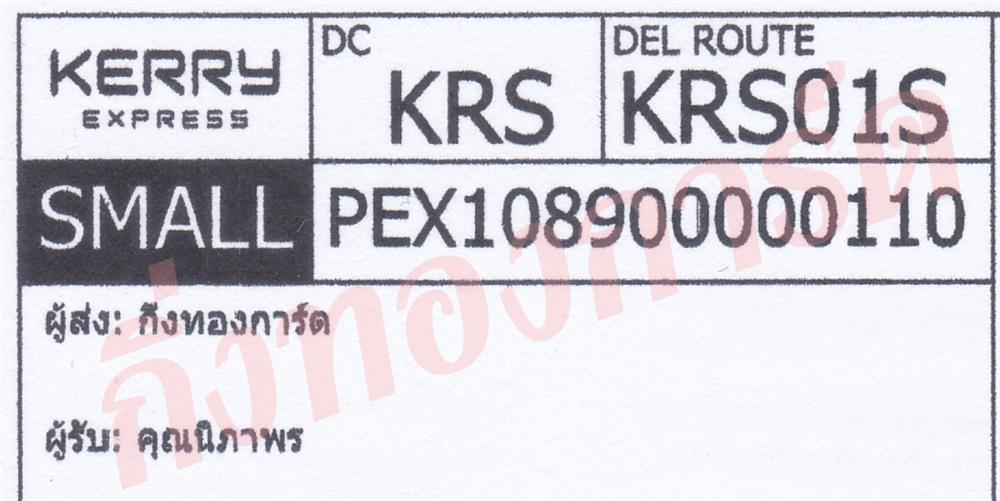 KERRY
EXPRESS
DC
KRS
DEL ROUTE
KRS01S
SMALL
PEX108900000110
ผู้ส่ง: กิ่งทองการ์ด
ผู้รับ: คุณนิภาพร
กิ่งทองการ์ด